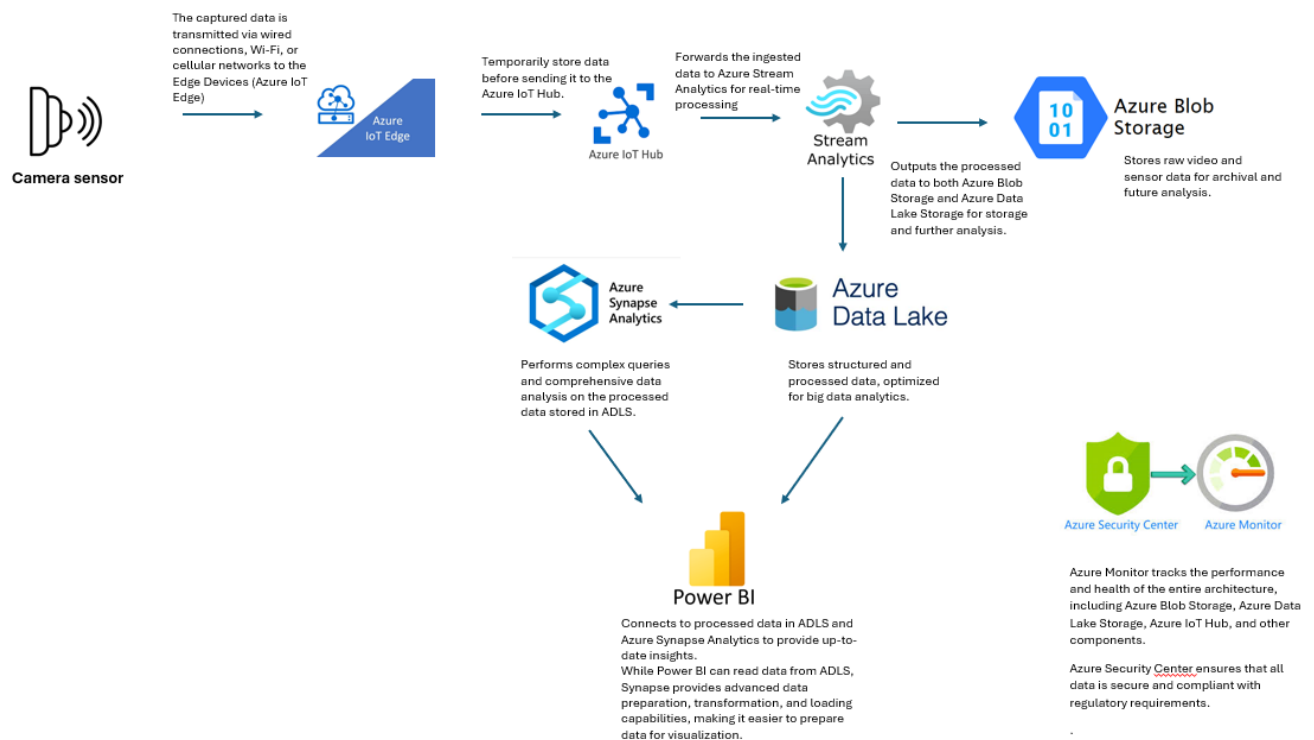 The captured data is
transmitted via wired
connections, Wi-Fi, or
cellular networks to the
Edge Devices (Azure IoT
Edge)
Camera sensor
Azure
IoT Edge
Temporarily store data
before sending it to the
Azure IoT Hub.
Azure IoT Hub
Forwards the ingested
data to Azure Stream
Analytics for real-time
processing
Stream
Analytics
Outputs the processed
data to both Azure Blob
Storage and Azure Data
Lake Storage for storage
and further analysis.
10
01
Azure Blob
Storage
Stores raw video and
sensor data for archival and
future analysis.
Azure
Synapse
Analytics
Performs complex queries
and comprehensive data
analysis on the processed
data stored in ADLS.
Azure
Data Lake
Stores structured and
processed data, optimized
for big data analytics.
Power BI
Connects to processed data in ADLS and
Azure Synapse Analytics to provide up-to-
date insights.
While Power BI can read data from ADLS,
Synapse provides advanced data
preparation, transformation, and loading
capabilities, making it easier to prepare
data for visualization.
Azure Security Center
Azure Monitor
Azure Monitor tracks the performance
and health of the entire architecture,
including Azure Blob Storage, Azure Data
Lake Storage, Azure IoT Hub, and other
components.
Azure Security Center ensures that all
data is secure and compliant with
regulatory requirements.
.